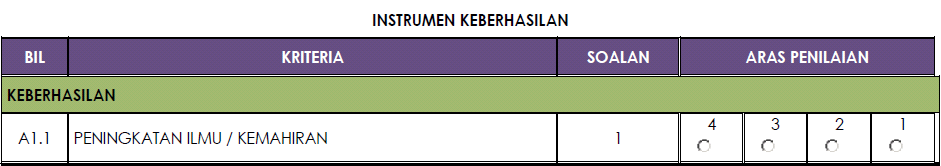 INSTRUMEN KEBERHASILAN
BIL KRITERIA SOALAN ARAS PENILAIAN
KEBERHASILAN
A1.1 PENINGKATAN ILMU / KEMAHIRAN 1 4 3 2 1